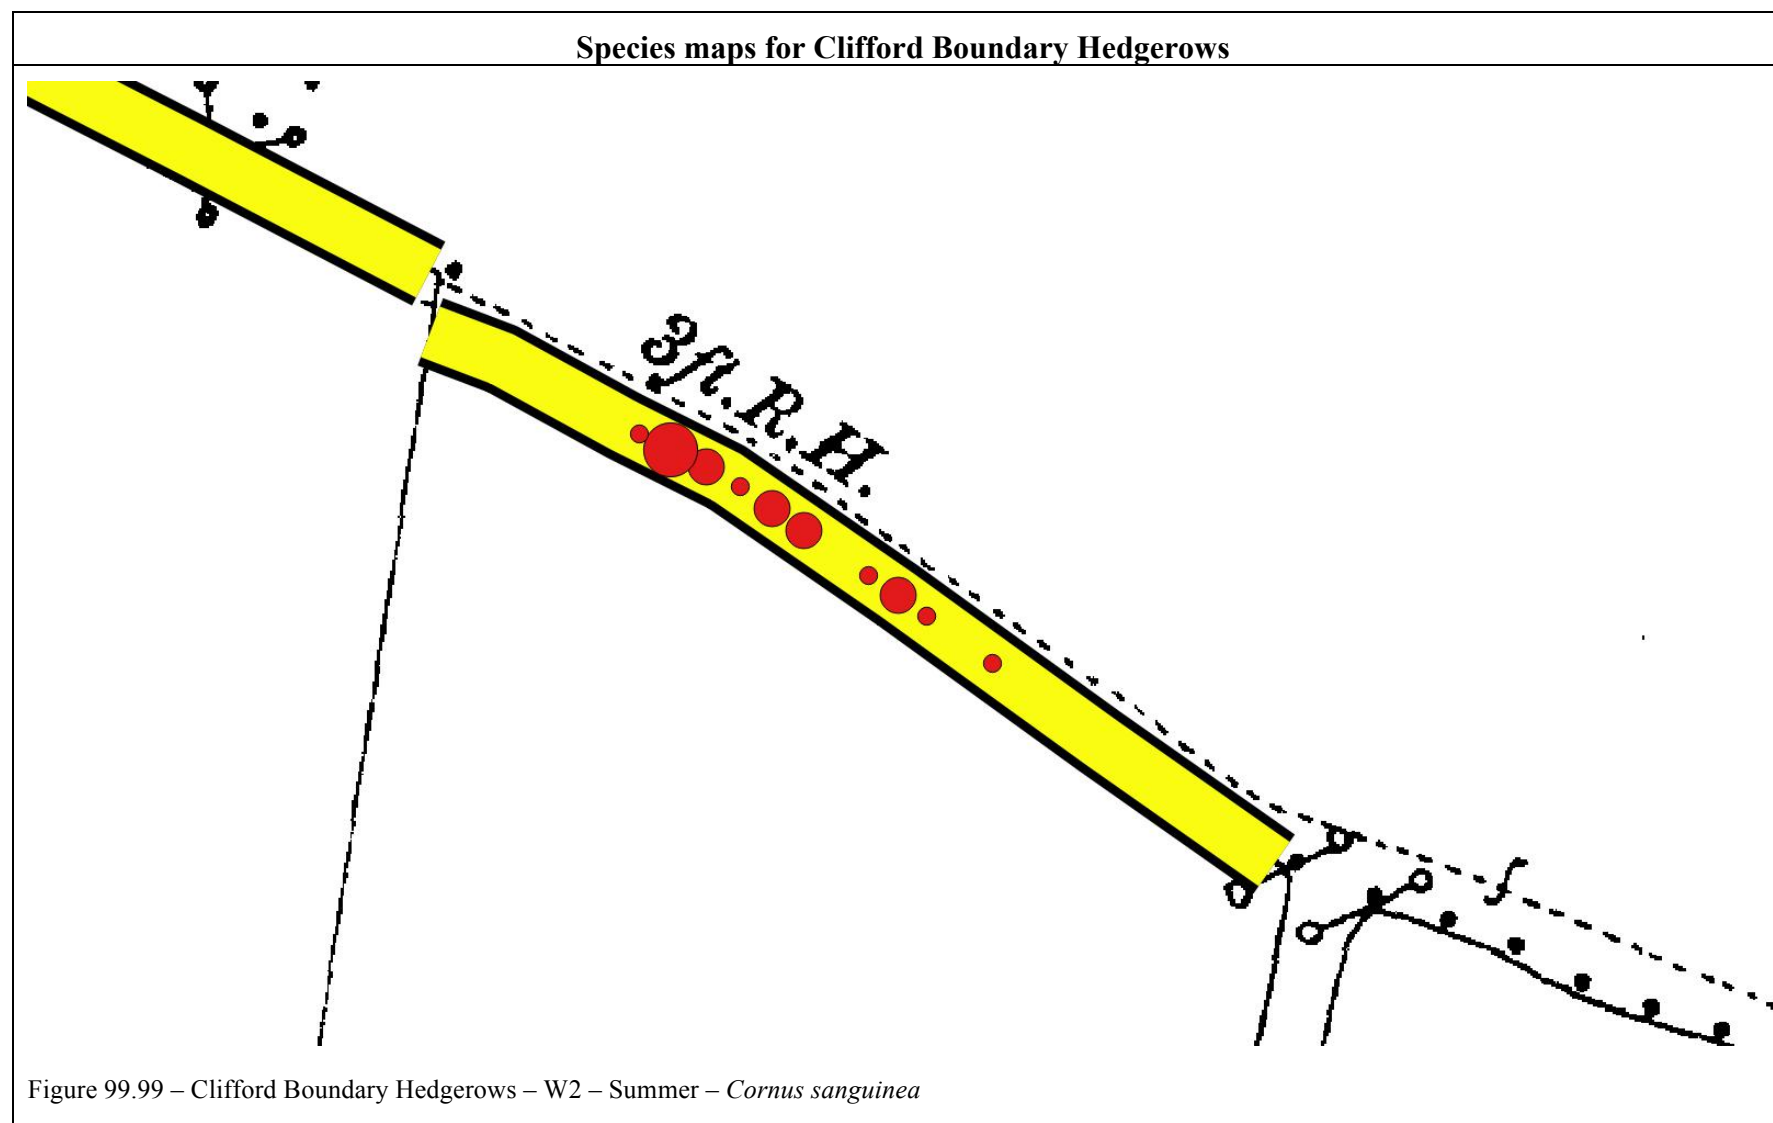 Species maps for Clifford Boundary Hedgerows
3ft. R. H.
f
Figure 99.99 – Clifford Boundary Hedgerows – W2 – Summer – Cornus sanguinea